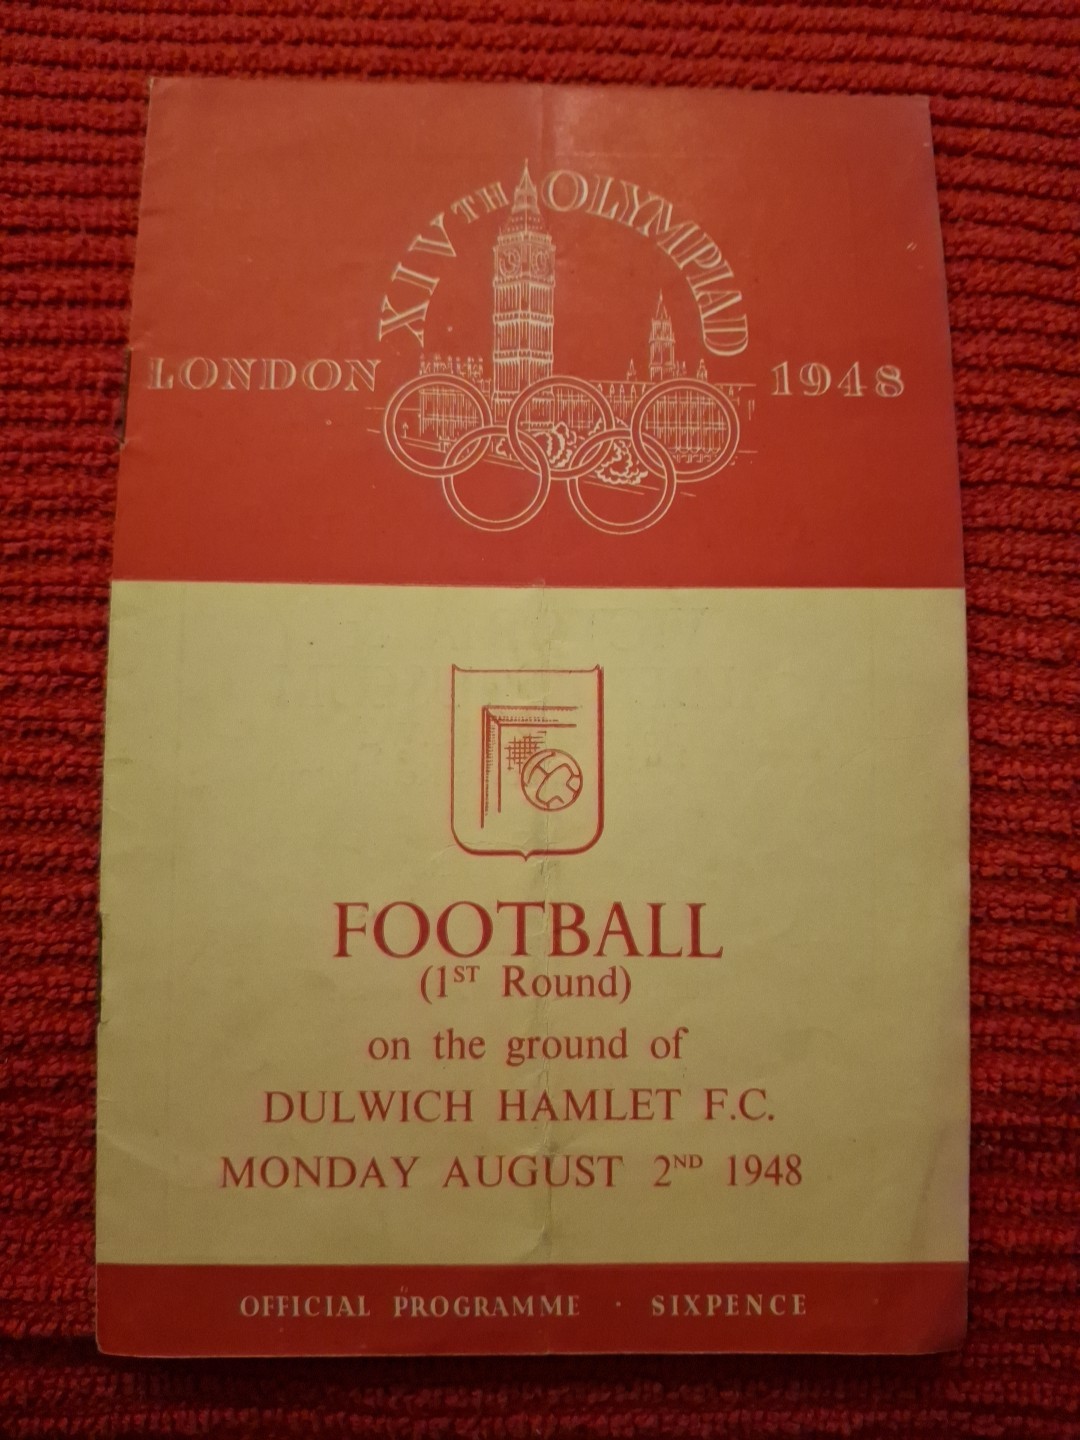 XIVTH OLYMPIAD
LONDON 1948
FOOTBALL
(1ST Round)
on the ground of
DULWICH HAMLET F.C.
MONDAY AUGUST 2ND 1948
OFFICIAL PROGRAMME · SIXPENCE